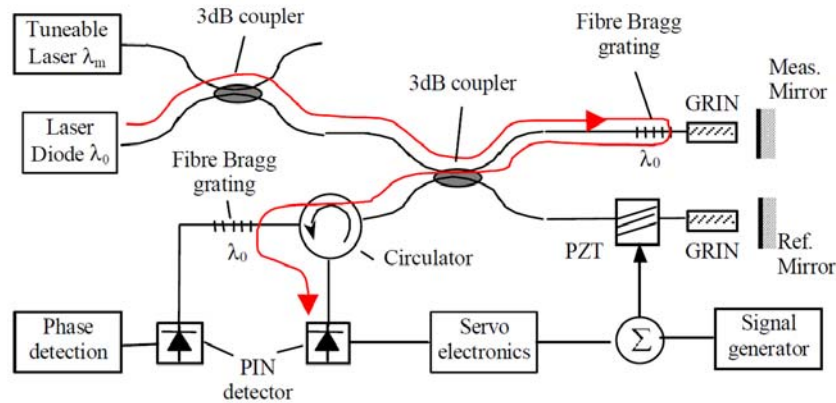 3dB coupler
Tuneable
Laser λm
Laser
Diode λ0
3dB coupler
Fibre Bragg
grating
Meas.
Mirror
GRIN
λ0
Fibre Bragg
grating
λ0
Circulator
PZT
GRIN
Ref.
Mirror
Phase
detection
PIN
detector
Servo
electronics
Σ
Signal
generator